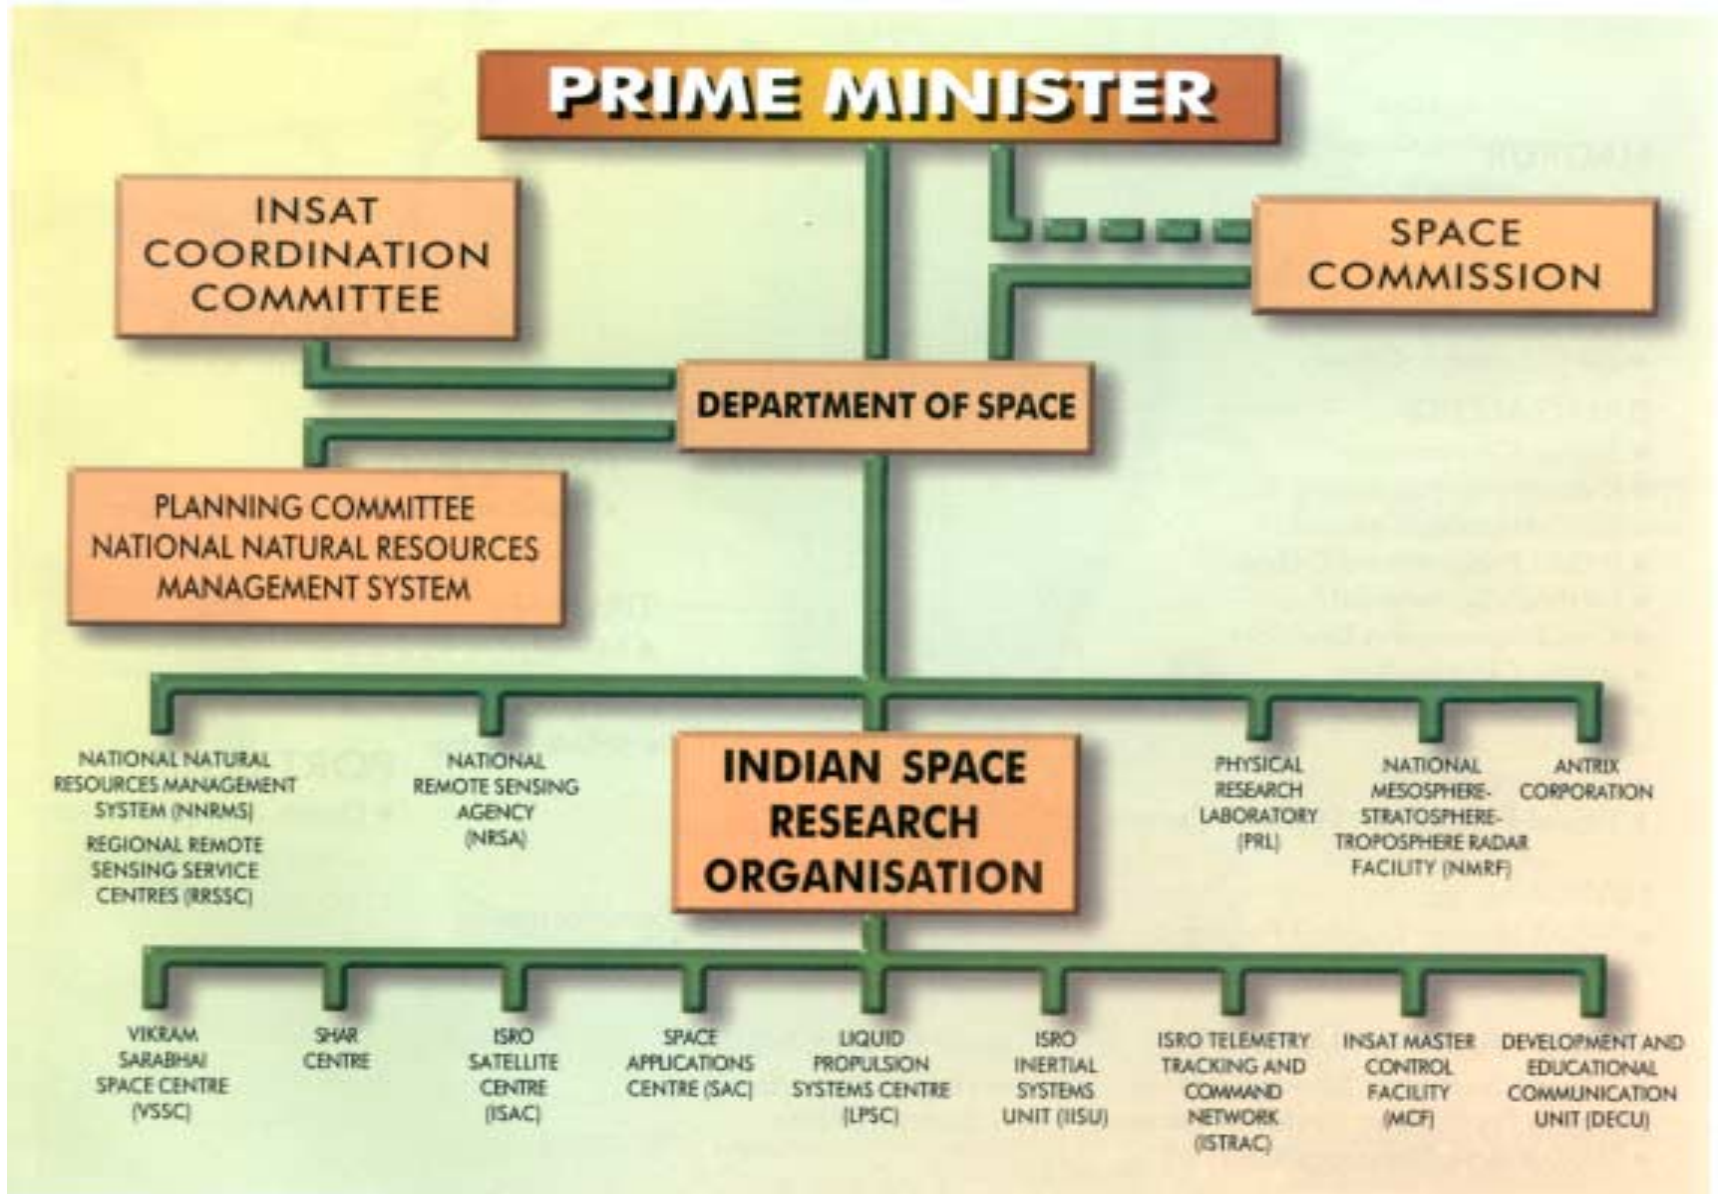 PRIME MINISTER
INSAT
COORDINATION
COMMITTEE
SPACE
COMMISSION
DEPARTMENT OF SPACE
PLANNING COMMITTEE
NATIONAL NATURAL RESOURCES
MANAGEMENT SYSTEM
NATIONAL NATURAL
RESOURCES MANAGEMENT
SYSTEM (NNRMS)
REGIONAL REMOTE
SENSING SERVICE
CENTRES (RRSSC)
NATIONAL
REMOTE SENSING
AGENCY
(NRSA)
INDIAN SPACE
RESEARCH
ORGANISATION
PHYSICAL
RESEARCH
LABORATORY
(PRL)
NATIONAL
MESOSPHERE-
STRATOSPHERE-
TROPOSPHERE RADAR
FACILITY (NMRF)
ANTRIX
CORPORATION
VIKRAM
SARABHAI
SPACE CENTRE
(VSSC)
SHAR
CENTRE
ISRO
SATELLITE
CENTRE
(ISAC)
SPACE
APPLICATIONS
CENTRE (SAC)
LIQUID
PROPULSION
SYSTEMS CENTRE
(LPSC)
ISRO
INERTIAL
SYSTEMS
UNIT (IISU)
ISRO TELEMETRY
TRACKING AND
COMMAND
NETWORK
(ISTRAC)
INSAT MASTER
CONTROL
FACILITY
(MCF)
DEVELOPMENT AND
EDUCATIONAL
COMMUNICATION
UNIT (DECU)